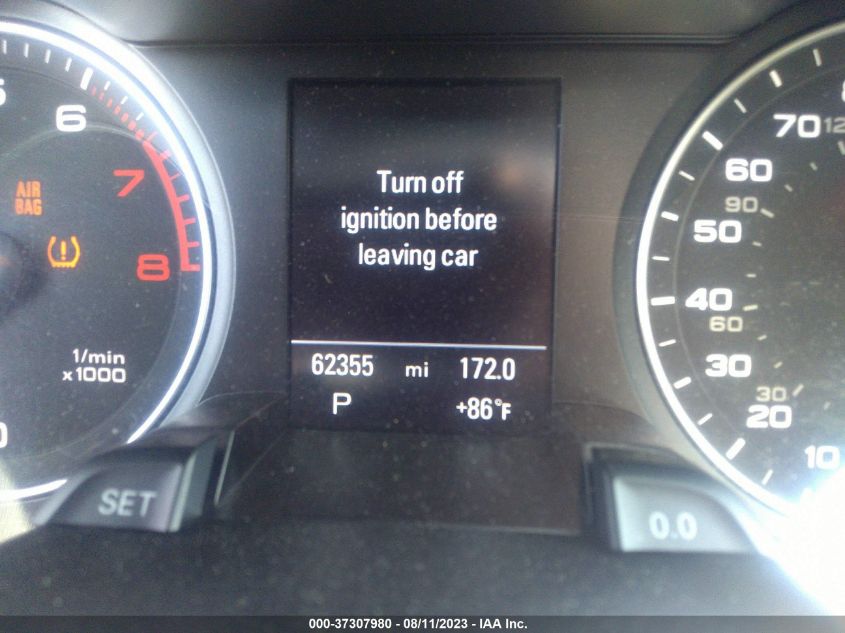 6
7
8
AIR
BAG
1/min
x1000
SET
Turn off
ignition before
leaving car
62355 mi 172.0
P +86°F
70
60
90
50
40
60
30
30
20
10
0.0
000-37307980 - 08/11/2023 - IAA Inc.